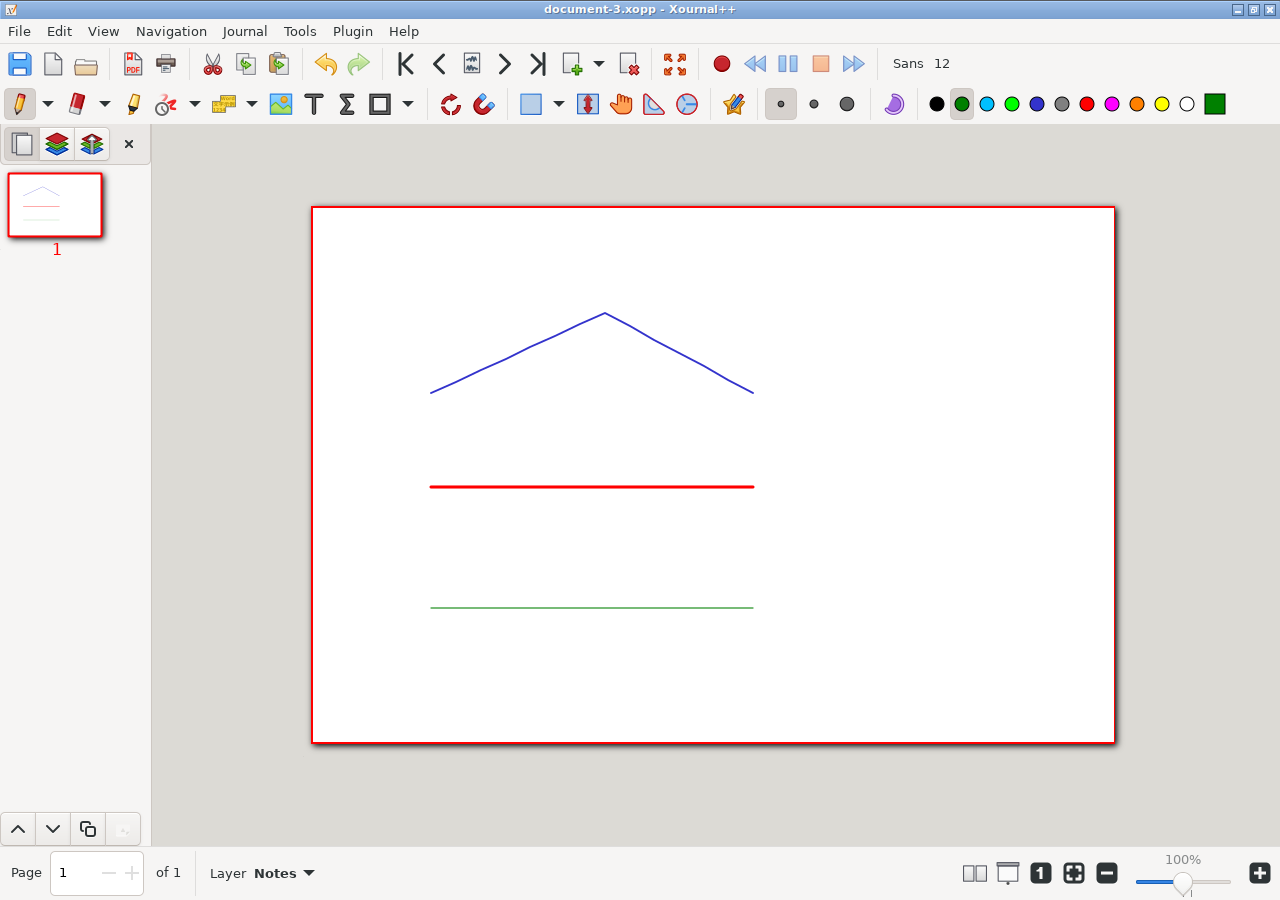 document-3.xopp - Xournal++
File Edit View Navigation Journal Tools Plugin Help
Sans 12
1
Page 1 of 1 Layer Notes 100%